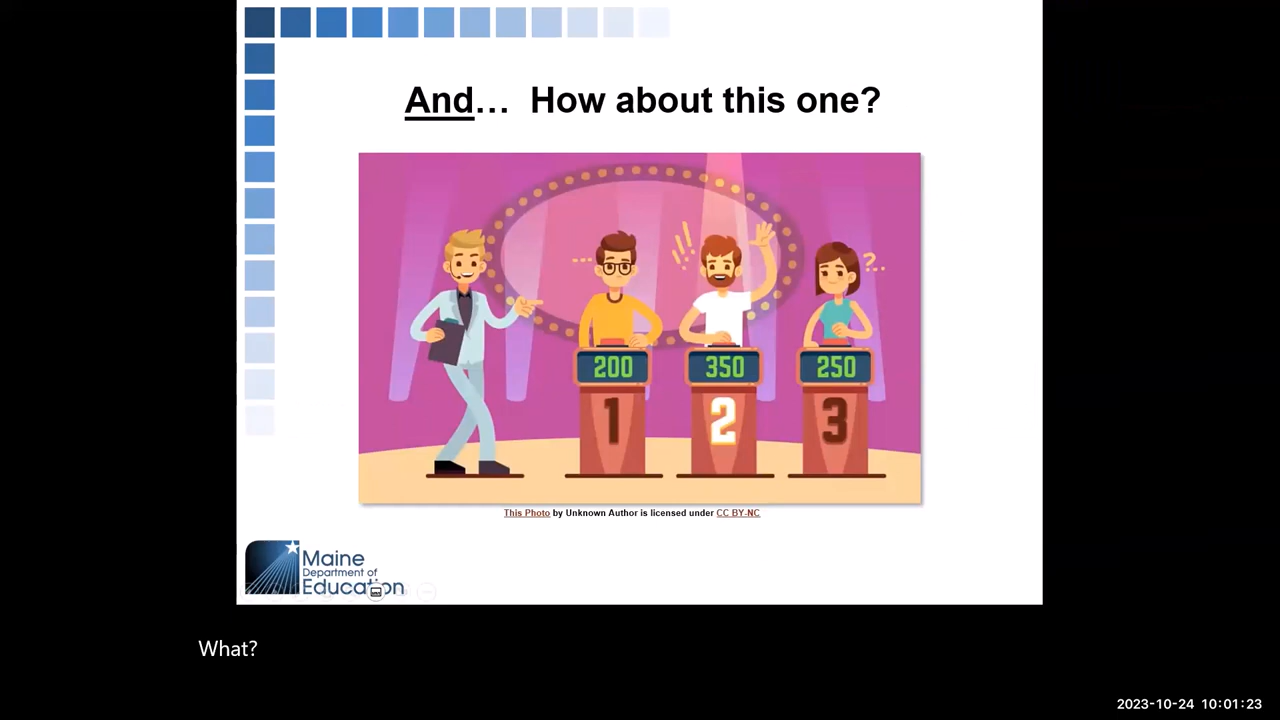 And... How about this one?
200
350
250
1
2
3
This Photo by Unknown Author is licensed under CC BY-NC
Maine
Department of
Education
What?
2023-10-24 10:01:23